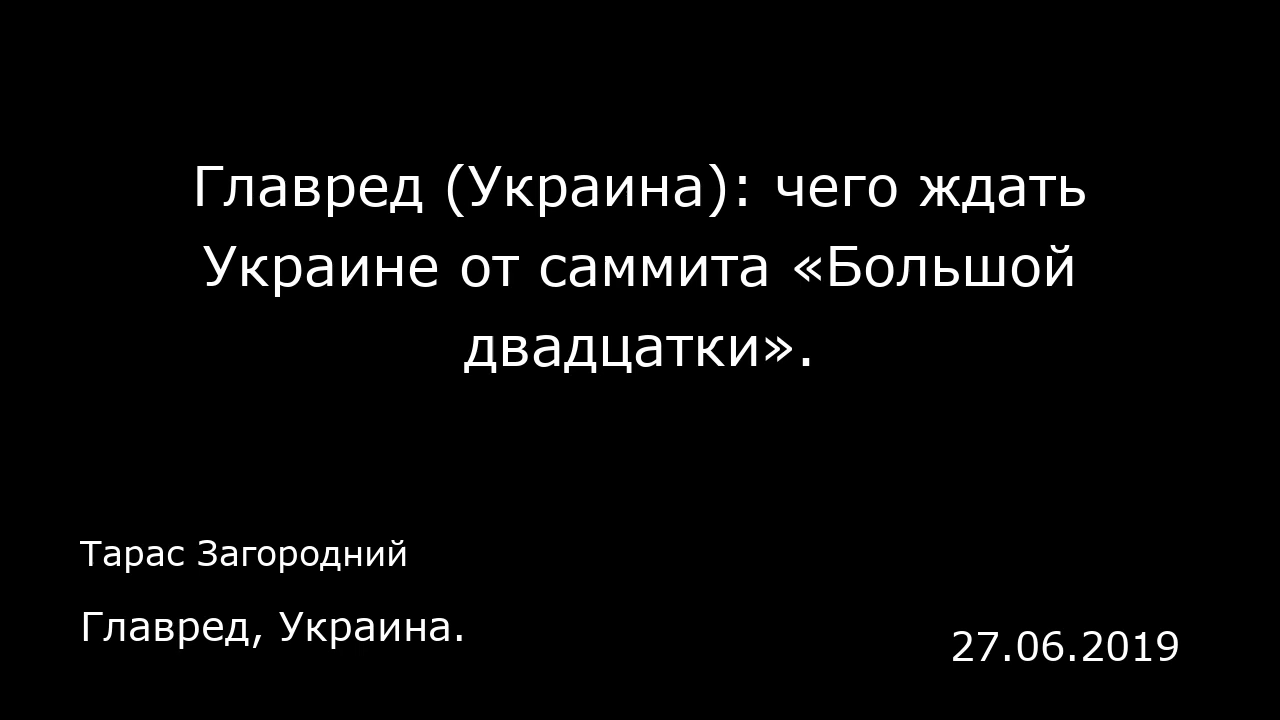 Главред (Украина): чего ждать
Украине от саммита «Большой
двадцатки».
Тарас Загородний
Главред, Украина.
27.06.2019